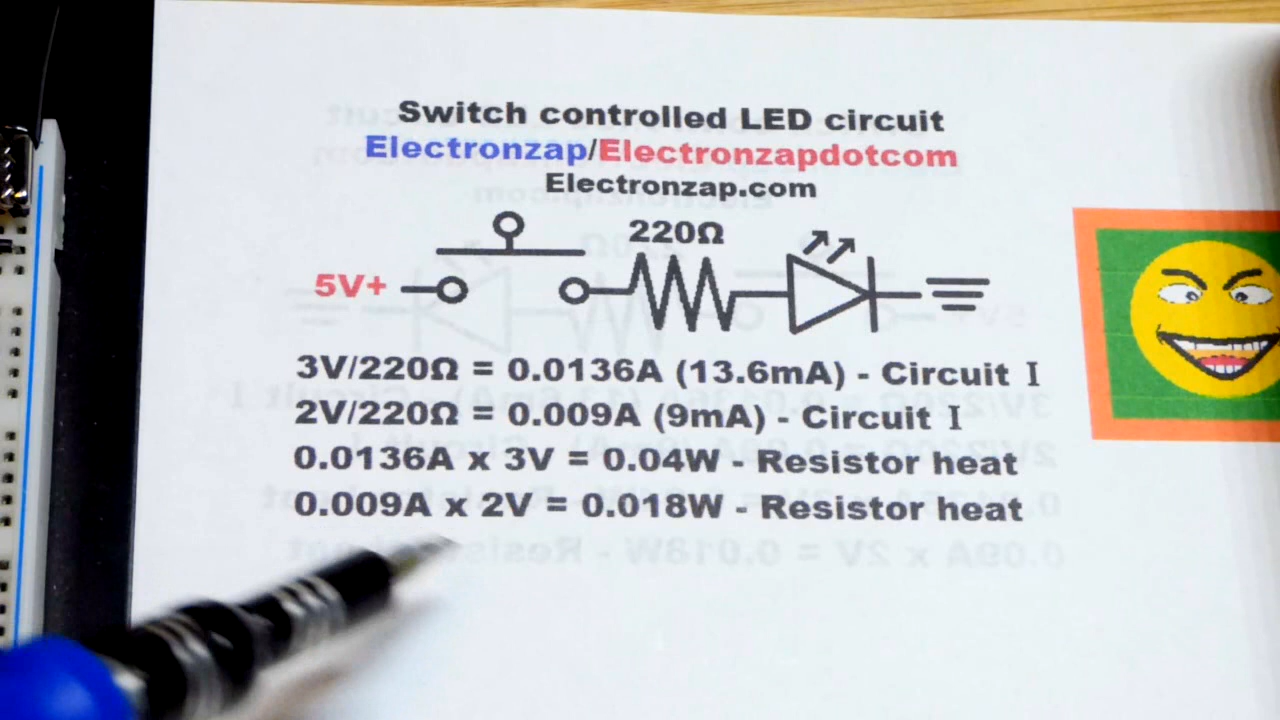 Switch controlled LED circuit
Electronzap/Electronzapdotcom
Electronzap.com
220Ω
5V+
3V/220Ω = 0.0136A (13.6mA) - Circuit I
2V/220Ω = 0.009A (9mA) - Circuit I
0.0136A x 3V = 0.04W - Resistor heat
0.009A x 2V = 0.018W - Resistor heat